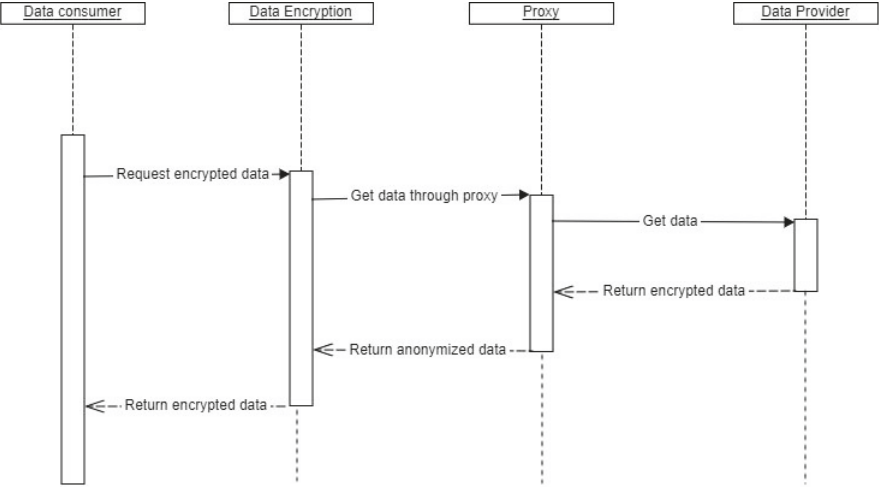 Data consumer
Data Encryption
Proxy
Data Provider
Request encrypted data
Get data through proxy
Get data
Return encrypted data
Return anonymized data
Return encrypted data